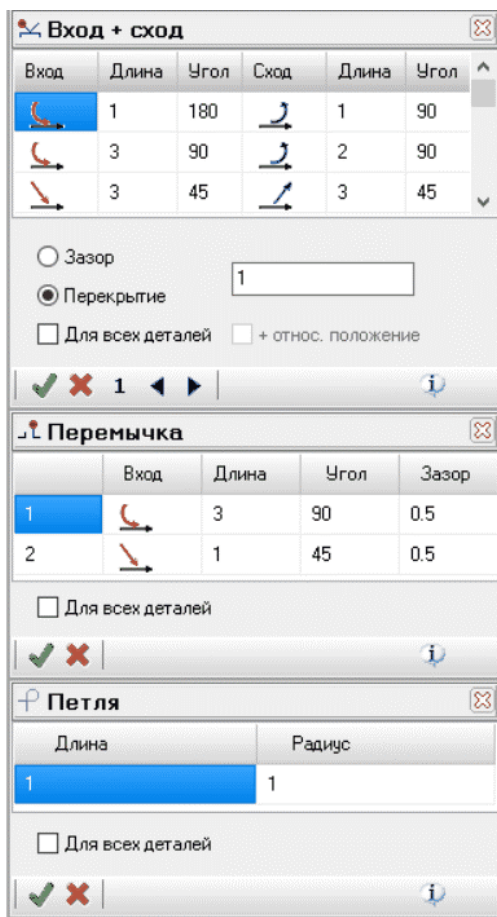 Вход + сход
Вход Длина Угол Сход Длина Угол
1 180 1 90
3 90 2 90
3 45 3 45
Зазор
1
Перекрытие
Для всех деталей + относ. положение
1
Перемычка
Вход Длина Угол Зазор
1 3 90 0.5
2 1 45 0.5
Для всех деталей
Петля
Длина Радиус
1 1
Для всех деталей